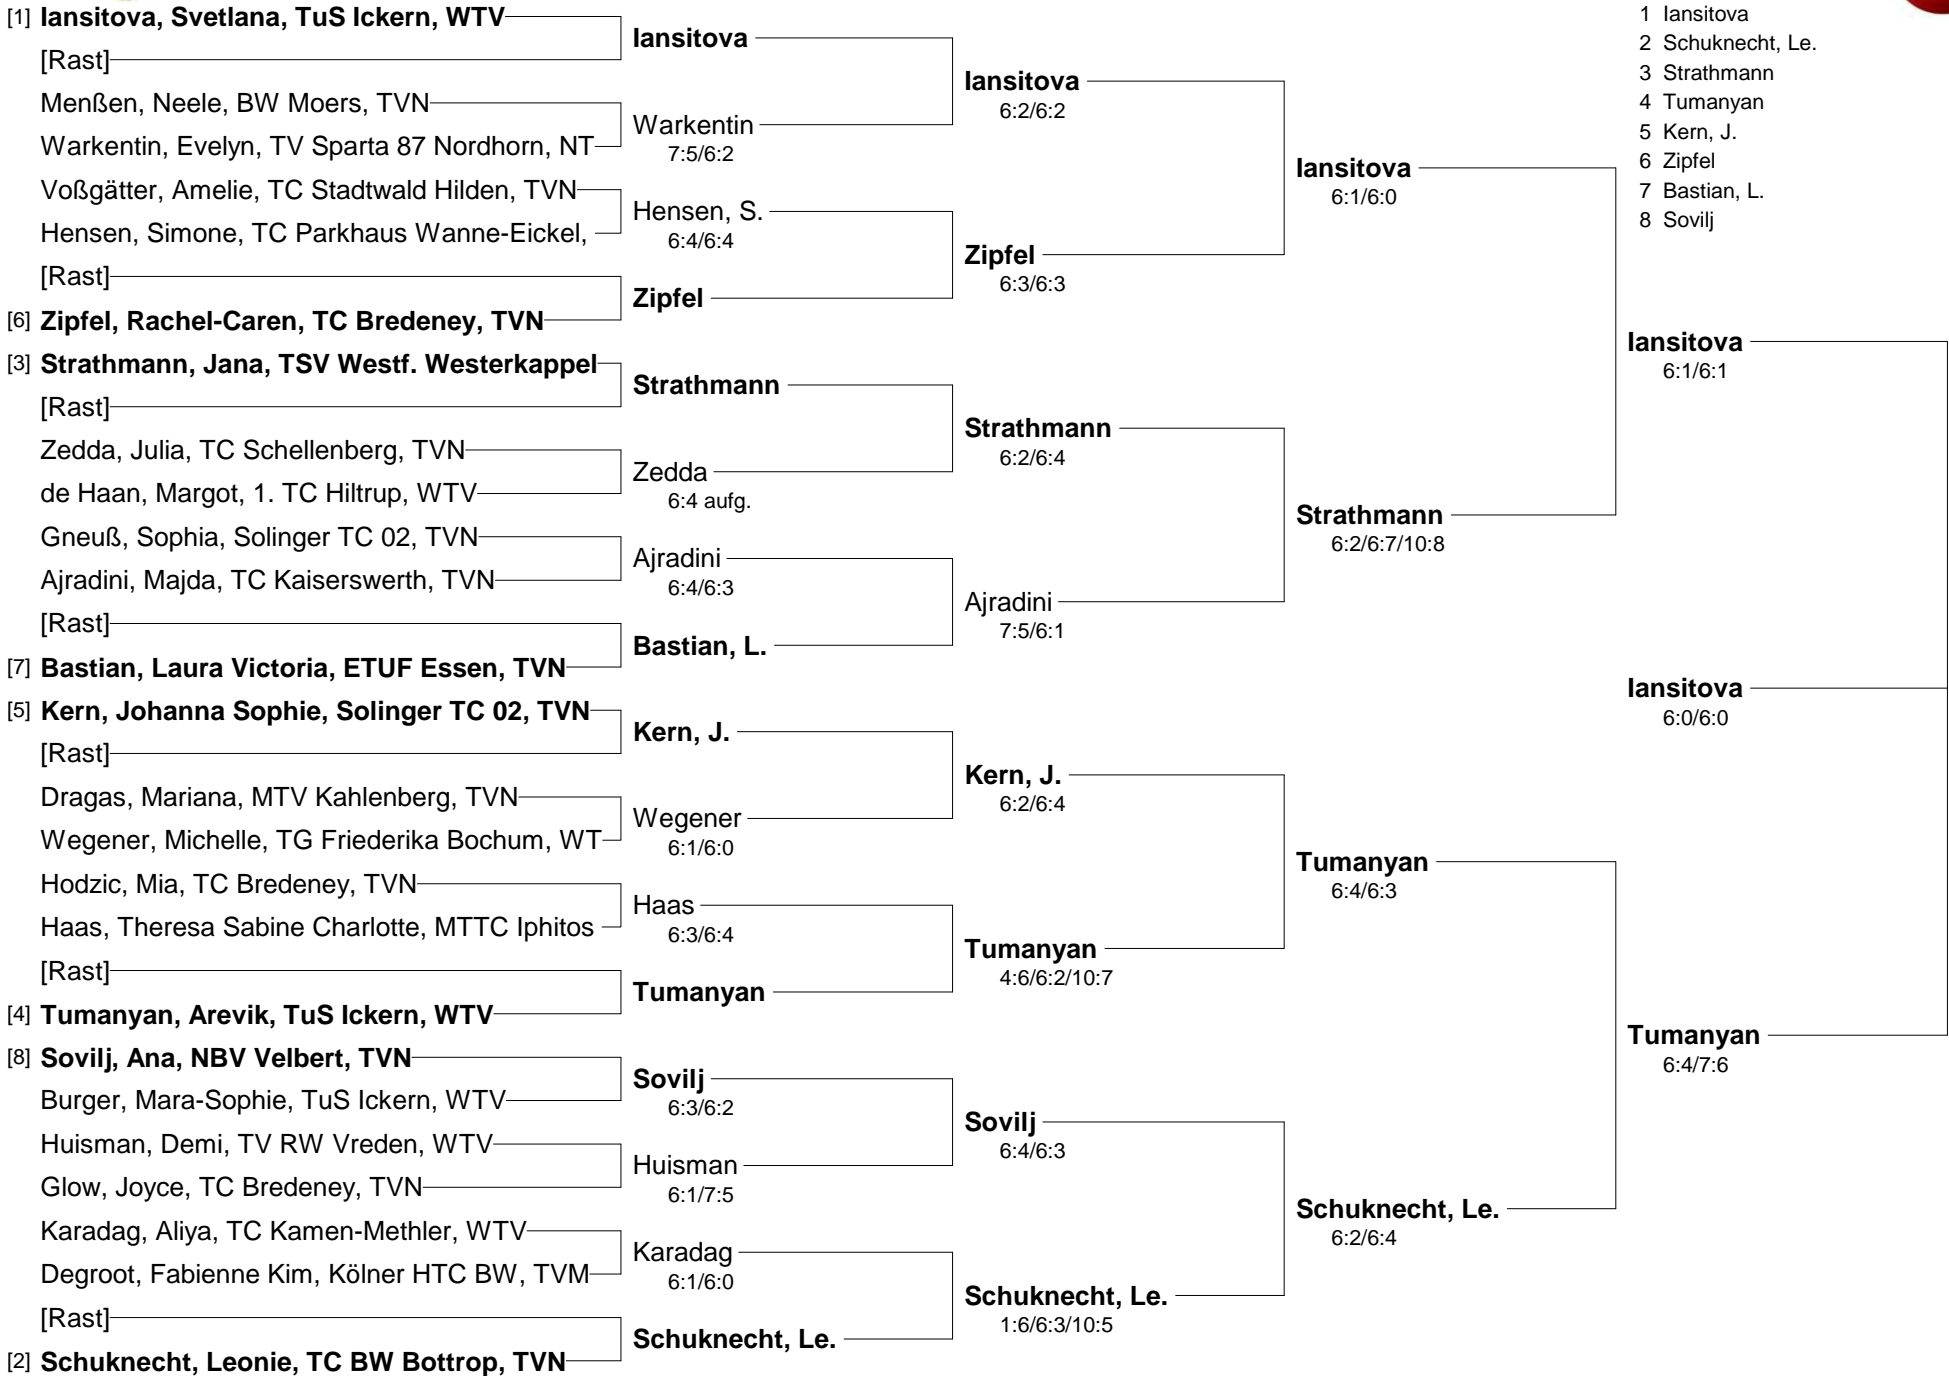 [1] Iansitova, Svetlana, TuS Ickern, WTV
[Rast]
Menßen, Neele, BW Moers, TVN
Warkentin, Evelyn, TV Sparta 87 Nordhorn, NT
Voßgätter, Amelie, TC Stadtwald Hilden, TVN
Hensen, Simone, TC Parkhaus Wanne-Eickel,
[Rast]
[6] Zipfel, Rachel-Caren, TC Bredeney, TVN
[3] Strathmann, Jana, TSV Westf. Westerkappel
[Rast]
Zedda, Julia, TC Schellenberg, TVN
de Haan, Margot, 1. TC Hiltrup, WTV
Gneuß, Sophia, Solinger TC 02, TVN
Ajradini, Majda, TC Kaiserswerth, TVN
[Rast]
[7] Bastian, Laura Victoria, ETUF Essen, TVN
[5] Kern, Johanna Sophie, Solinger TC 02, TVN
[Rast]
Dragas, Mariana, MTV Kahlenberg, TVN
Wegener, Michelle, TG Friederika Bochum, WT
Hodzic, Mia, TC Bredeney, TVN
Haas, Theresa Sabine Charlotte, MTTC Iphitos
[Rast]
[4] Tumanyan, Arevik, TuS Ickern, WTV
[8] Sovilj, Ana, NBV Velbert, TVN
Burger, Mara-Sophie, TuS Ickern, WTV
Huisman, Demi, TV RW Vreden, WTV
Glow, Joyce, TC Bredeney, TVN
Karadag, Aliya, TC Kamen-Methler, WTV
Degroot, Fabienne Kim, Kölner HTC BW, TVM
[Rast]
[2] Schuknecht, Leonie, TC BW Bottrop, TVN
Iansitova
Warkentin
7:5/6:2
Hensen, S.
6:4/6:4
Zipfel
Strathmann
Zedda
6:4 aufg.
Ajradini
6:4/6:3
Bastian, L.
Kern, J.
Wegener
6:1/6:0
Haas
6:3/6:4
Tumanyan
Sovilj
6:3/6:2
Huisman
6:1/7:5
Karadag
6:1/6:0
Schuknecht, Le.
Iansitova
6:2/6:2
Zipfel
6:3/6:3
Strathmann
6:2/6:4
Ajradini
7:5/6:1
Kern, J.
6:2/6:4
Tumanyan
4:6/6:2/10:7
Sovilj
6:4/6:3
Schuknecht, Le.
1:6/6:3/10:5
Iansitova
6:1/6:0
Strathmann
6:2/6:7/10:8
Tumanyan
6:4/6:3
Schuknecht, Le.
6:2/6:4
Iansitova
6:1/6:1
Iansitova
6:0/6:0
Tumanyan
6:4/7:6
1 Iansitova
2 Schuknecht, Le.
3 Strathmann
4 Tumanyan
5 Kern, J.
6 Zipfel
7 Bastian, L.
8 Sovilj